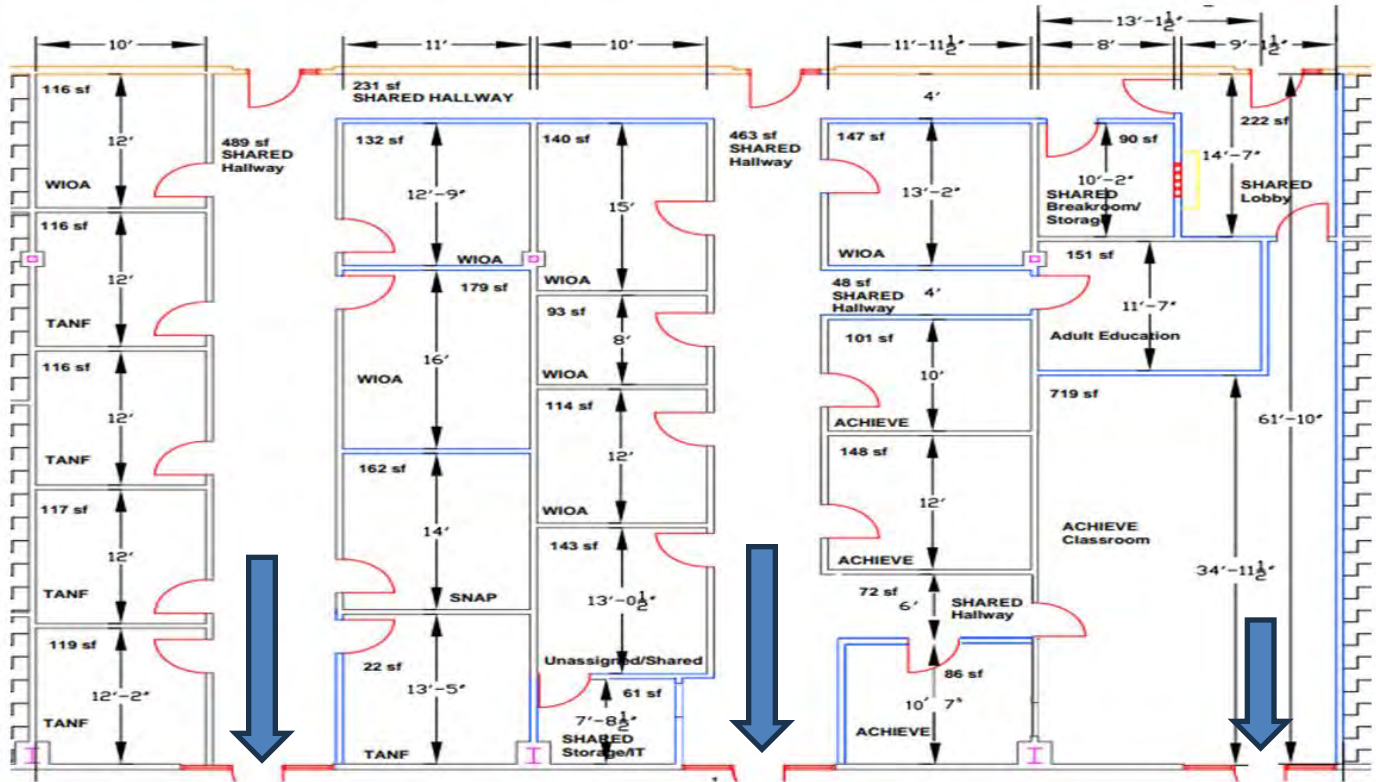 10'
11'
10'
11'-11½"
13'-1½"
8'
9'-1½"
116 sf
12'
WIOA
116 sf
12'
TANF
116 sf
12'
TANF
117 sf
12'
TANF
119 sf
12'-2"
TANF
489 sf
SHARED
Hallway
231 sf
SHARED HALLWAY
132 sf
12'-9"
WIOA
179 sf
16'
WIOA
162 sf
14'
SNAP
22 sf
13'-5"
TANF
140 sf
15'
WIOA
93 sf
8'
WIOA
114 sf
12'
WIOA
143 sf
13'-0½"
Unassigned/Shared
61 sf
7'-8½"
SHARED
Storage/IT
463 sf
SHARED
Hallway
4'
147 sf
13'-2"
WIOA
48 sf
SHARED
Hallway
4'
101 sf
10'
ACHIEVE
148 sf
12'
ACHIEVE
72 sf
6'
SHARED
Hallway
86 sf
10' 7"
ACHIEVE
90 sf
10'-2"
SHARED
Breakroom/
Storage
222 sf
14'-7"
SHARED
Lobby
151 sf
11'-7"
Adult Education
719 sf
61'-10"
ACHIEVE
Classroom
34'-11½"